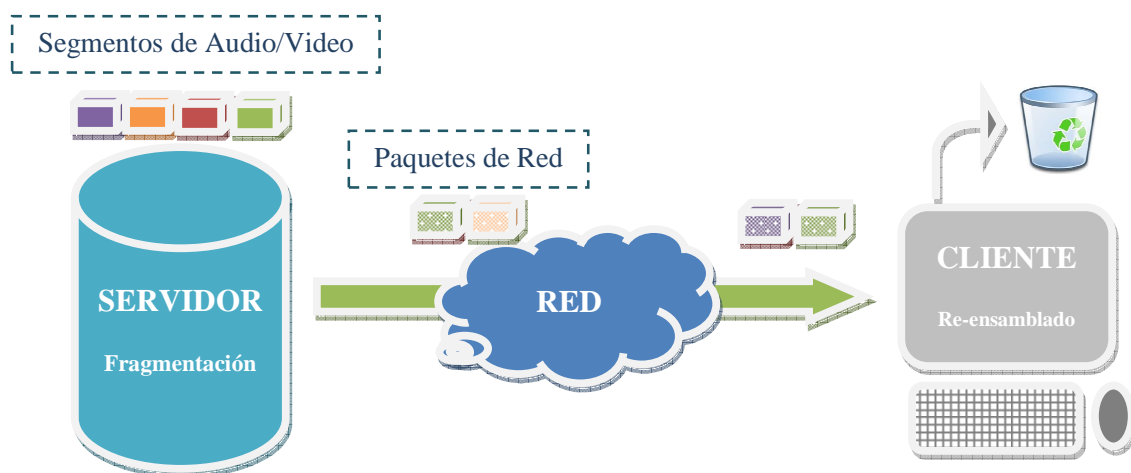 Segmentos de Audio/Video
Paquetes de Red
SERVIDOR
Fragmentación
RED
CLIENTE
Re-ensamblado